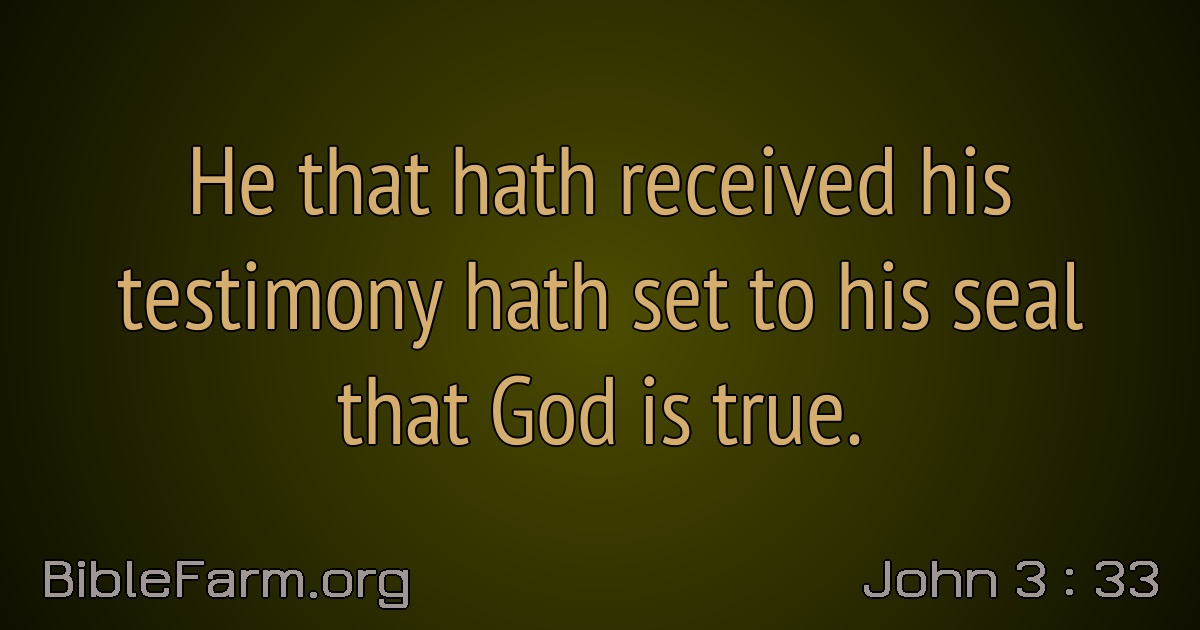 He that hath received his
testimony hath set to his seal
that God is true.
BibleFarm.org
John 3 : 33